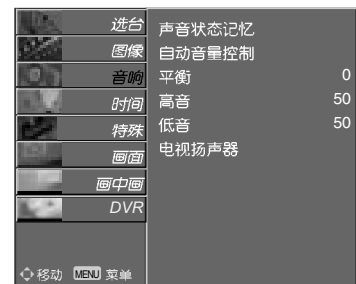 选台
图像
音响
时间
特殊
画面
画中画
DVR
移动 MENU 菜单
声音状态记忆
自动音量控制
平衡 0
高音 50
低音 50
电视扬声器